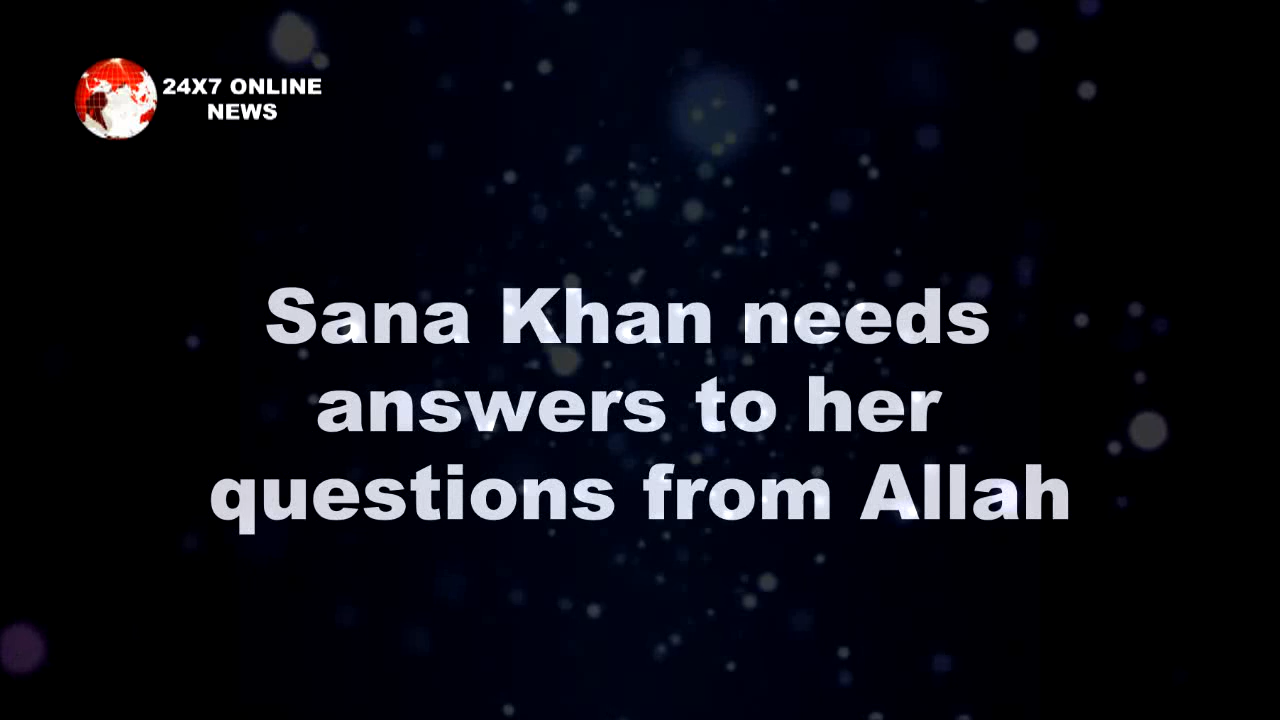 24X7 ONLINE
NEWS
Sana Khan needs
answers to her
questions from Allah